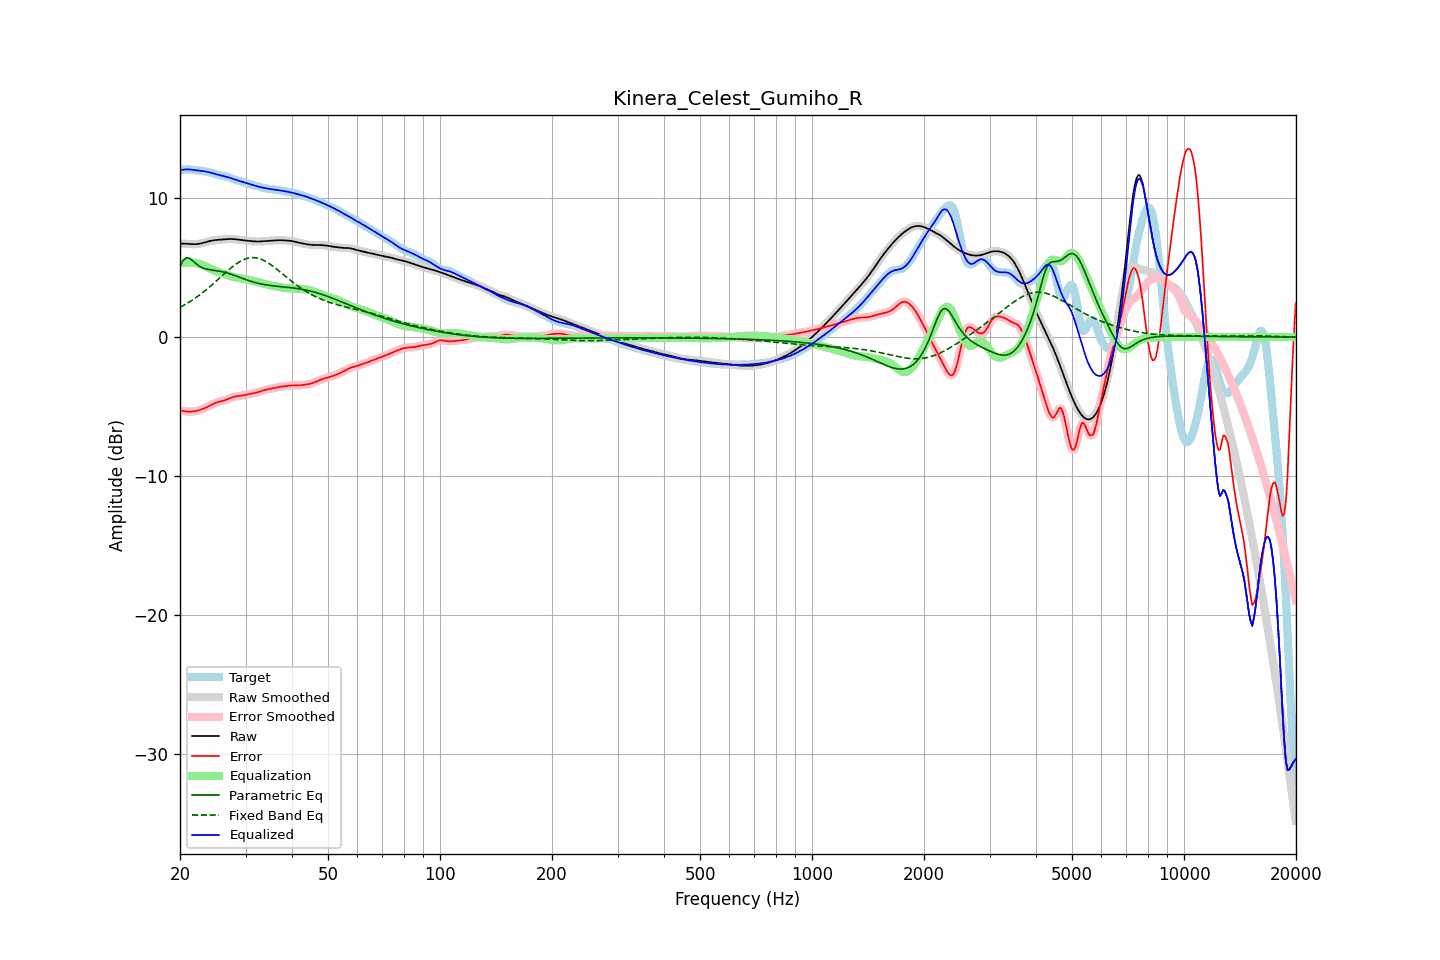 Kinera_Celest_Gumiho_R
10
0
−10
−20
−30
Amplitude (dBr)
Target
Raw Smoothed
Error Smoothed
Raw
Error
Equalization
Parametric Eq
Fixed Band Eq
Equalized
20 50 100 200 500 1000 2000 5000 10000 20000
Frequency (Hz)